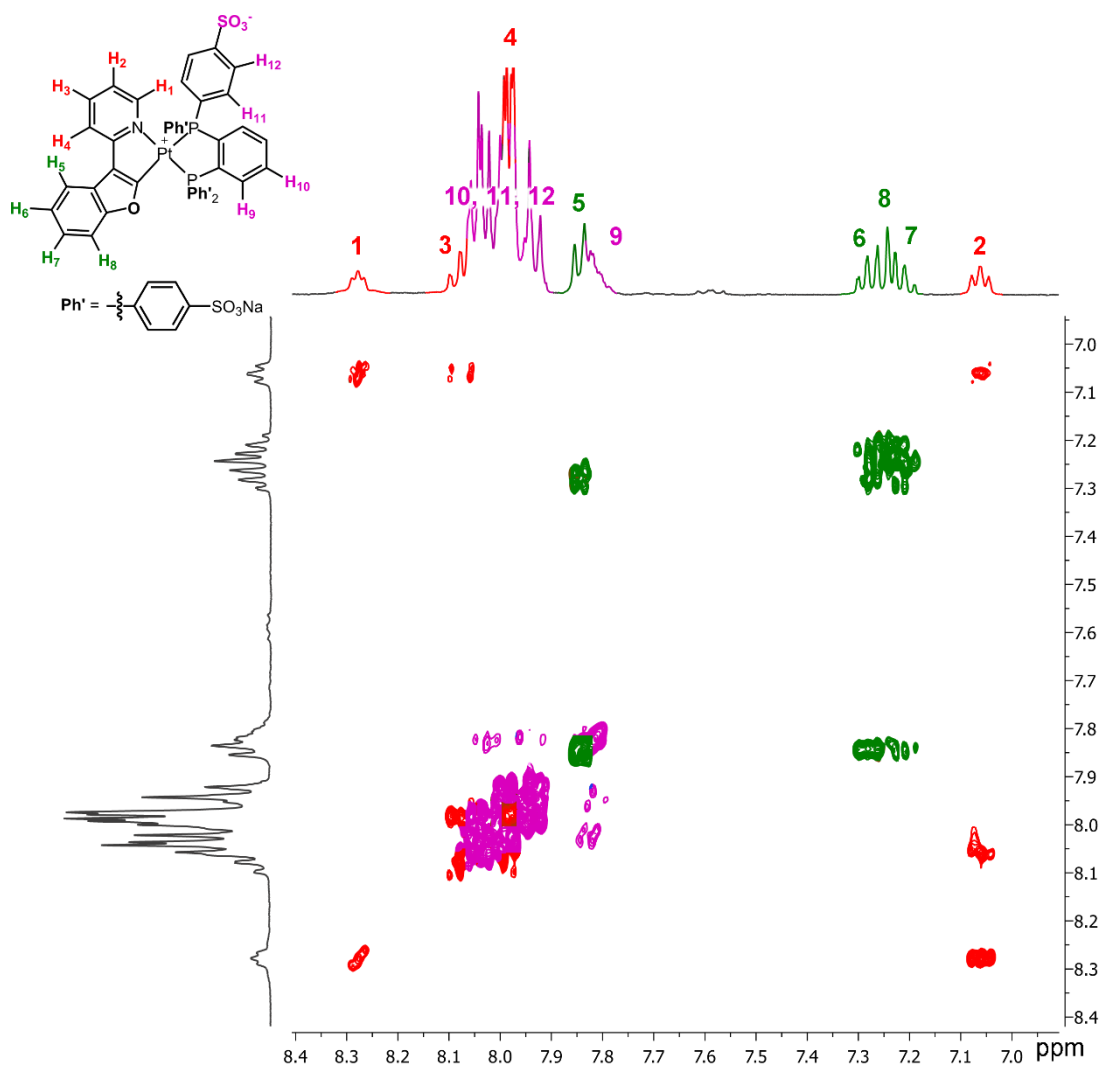 SO3-
4
H2
H12
H3
H1
H11
Ph'
P
N
+
H4
Pt
H5
P
Ph'2
H10
H6
O
H9
H7
H8
10, 11, 12
5
8
1
3
9
6
7
2
Ph' =
SO3Na
7.0
7.1
7.2
7.3
7.4
7.5
7.6
7.7
7.8
7.9
8.0
8.1
8.2
8.3
8.4
8.4 8.3 8.2 8.1 8.0 7.9 7.8 7.7 7.6 7.5 7.4 7.3 7.2 7.1 7.0 ppm